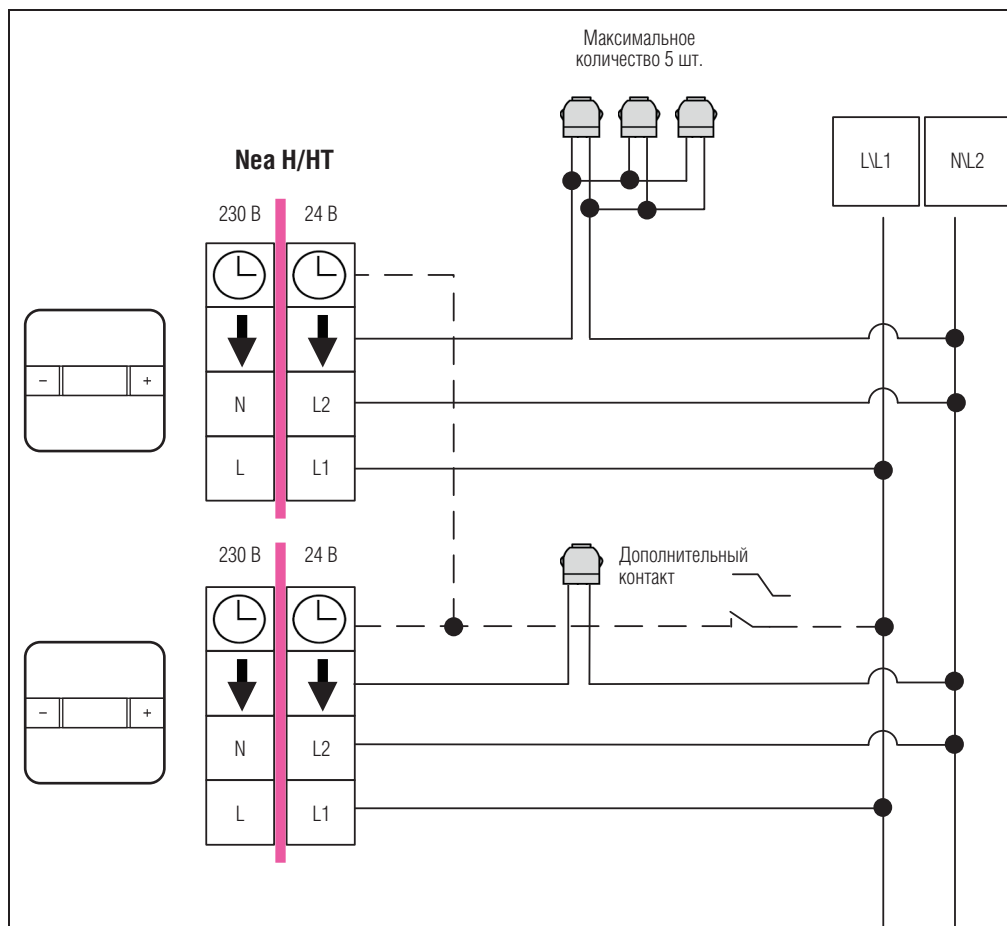 Максимальное
количество 5 шт.
L\L1
N\L2
Nea H/HT
230 В
24 В
N
L2
L
L1
- +
230 В
24 В
Дополнительный
контакт
N
L2
L
L1
- +